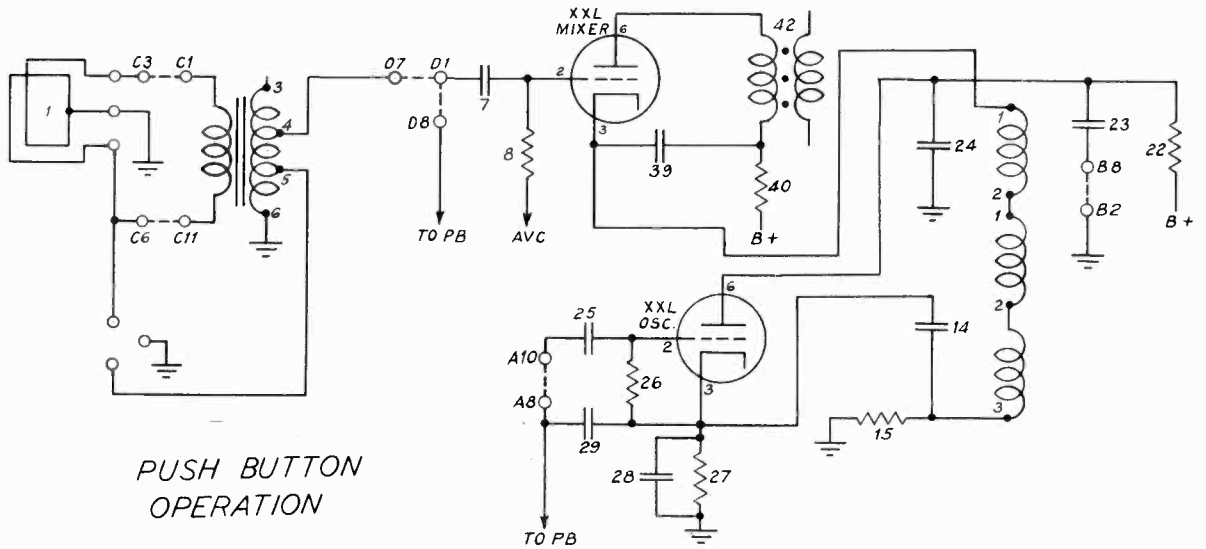 XXL
MIXER
6
2
3
42
C3 C1
1
3
4
5
6
C6 C11
O7 D1
D8
7
8
TO PB
AVC
39
40
B+
1
2
1
2
3
24
23
B8
B2
22
B+
XXL
OSC.
6
2
3
25
A10
A8
26
29
28
27
TO PB
14
15
PUSH BUTTON
OPERATION